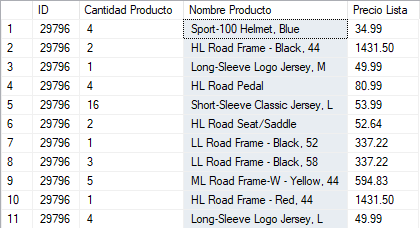 ID Cantidad Producto Nombre Producto Precio Lista
1 29796 4 Sport-100 Helmet, Blue 34.99
2 29796 2 HL Road Frame - Black, 44 1431.50
3 29796 1 Long-Sleeve Logo Jersey, M 49.99
4 29796 4 HL Road Pedal 80.99
5 29796 16 Short-Sleeve Classic Jersey, L 53.99
6 29796 2 HL Road Seat/Saddle 52.64
7 29796 1 LL Road Frame - Black, 52 337.22
8 29796 3 LL Road Frame - Black, 58 337.22
9 29796 5 ML Road Frame-W - Yellow, 44 594.83
10 29796 1 HL Road Frame - Red, 44 1431.50
11 29796 4 Long-Sleeve Logo Jersey, L 49.99